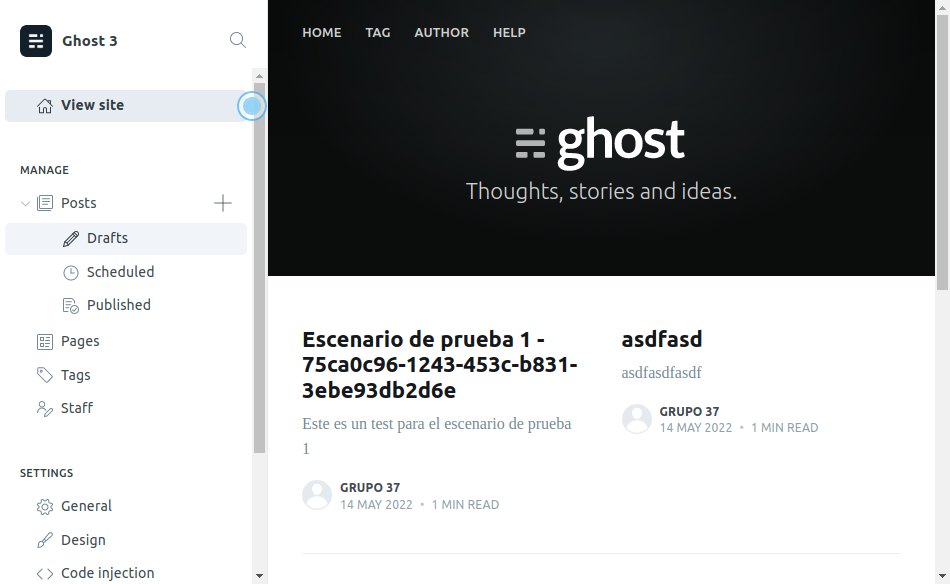 Ghost 3
View site
MANAGE
Posts
Drafts
Scheduled
Published
Pages
Tags
Staff
SETTINGS
General
Design
Code injection
HOME TAG AUTHOR HELP
ghost
Thoughts, stories and ideas.
Escenario de prueba 1 -
75ca0c96-1243-453c-b831-
3ebe93db2d6e
Este es un test para el escenario de prueba
1
GRUPO 37
14 MAY 2022 • 1 MIN READ
asdfasd
asdfasdfasdf
GRUPO 37
14 MAY 2022 • 1 MIN READ